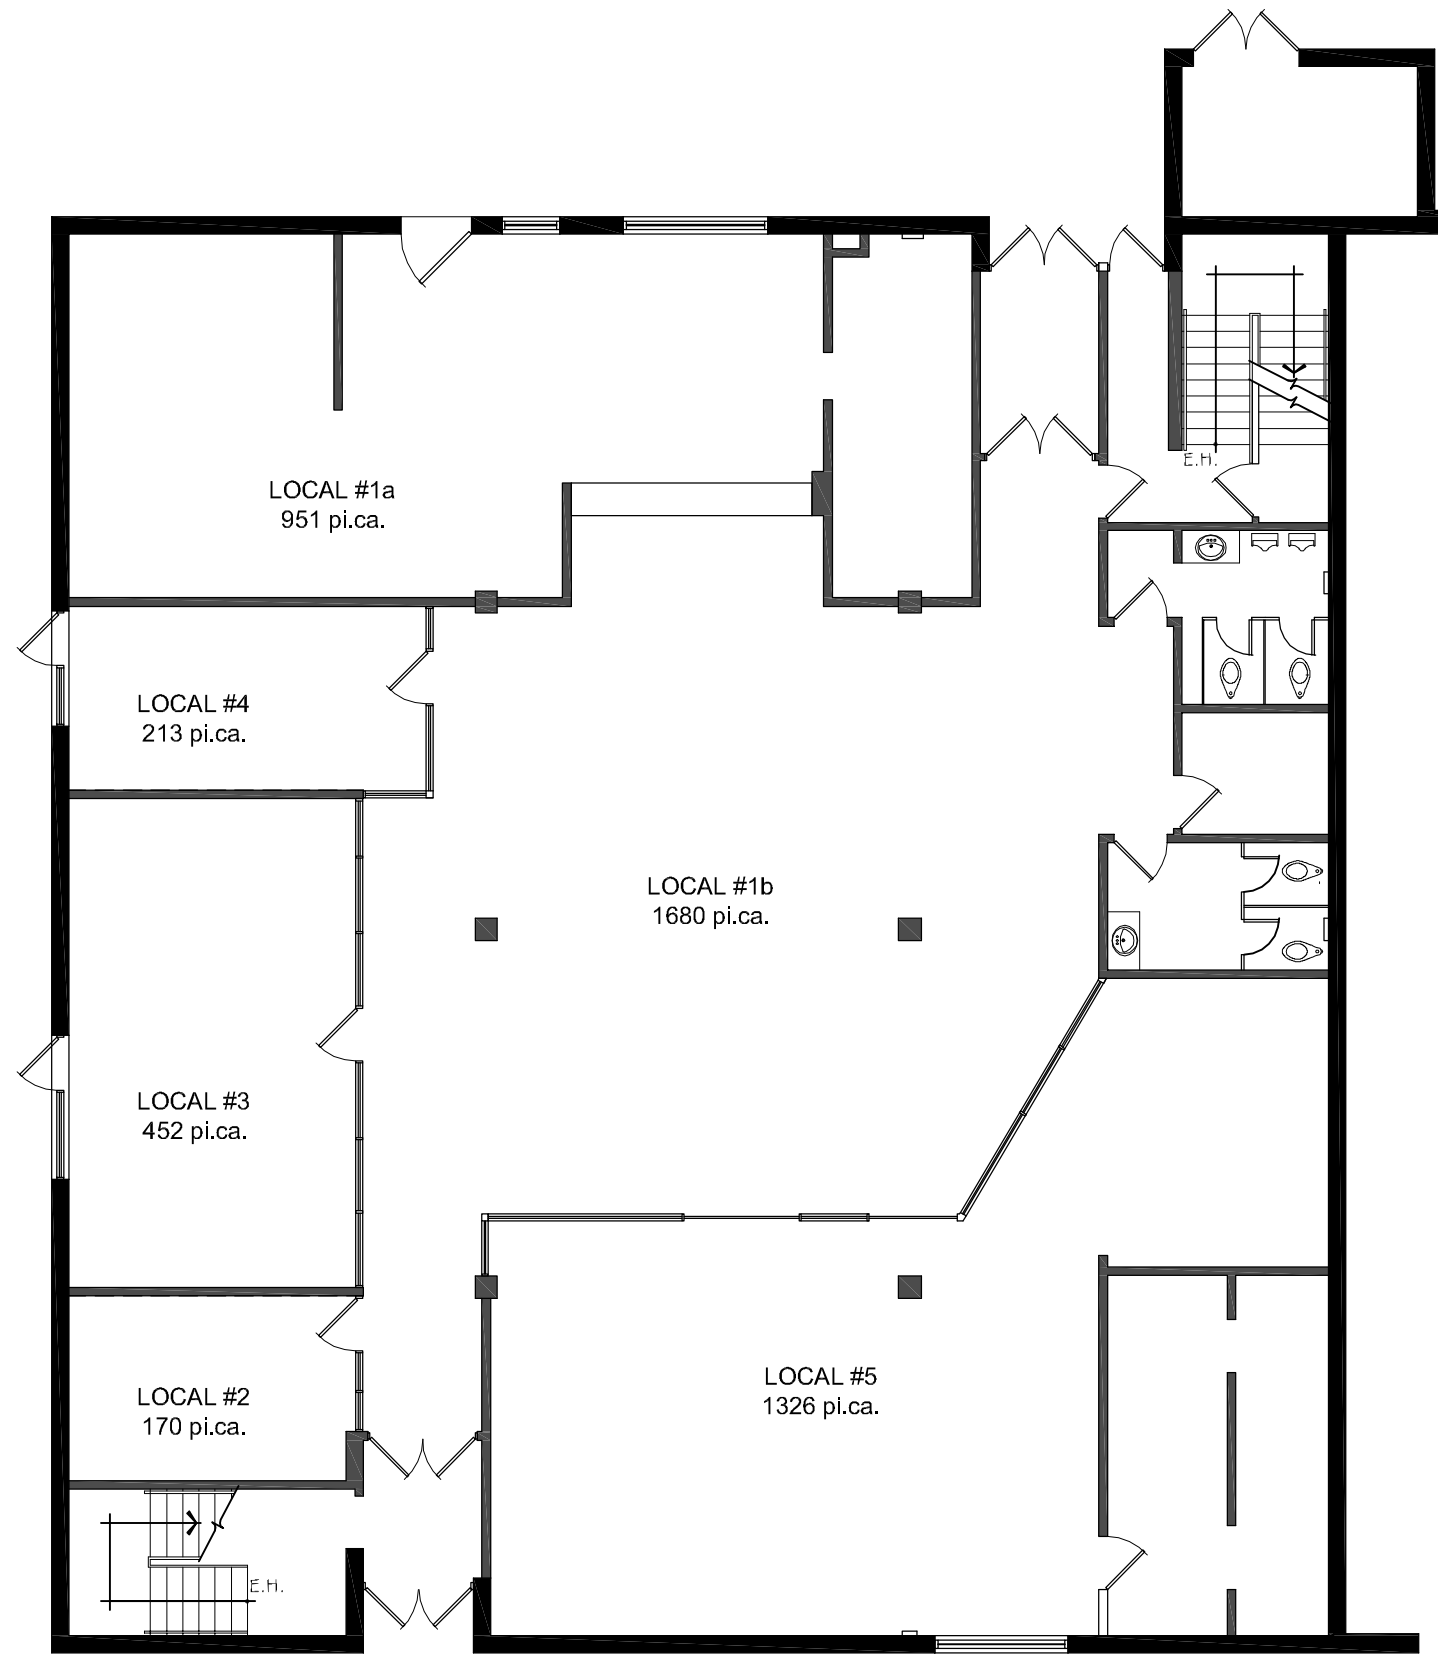 E.H.
LOCAL #1a
951 pi.ca.
LOCAL #4
213 pi.ca.
LOCAL #1b
1680 pi.ca.
LOCAL #3
452 pi.ca.
LOCAL #5
1326 pi.ca.
LOCAL #2
170 pi.ca.
E.H.